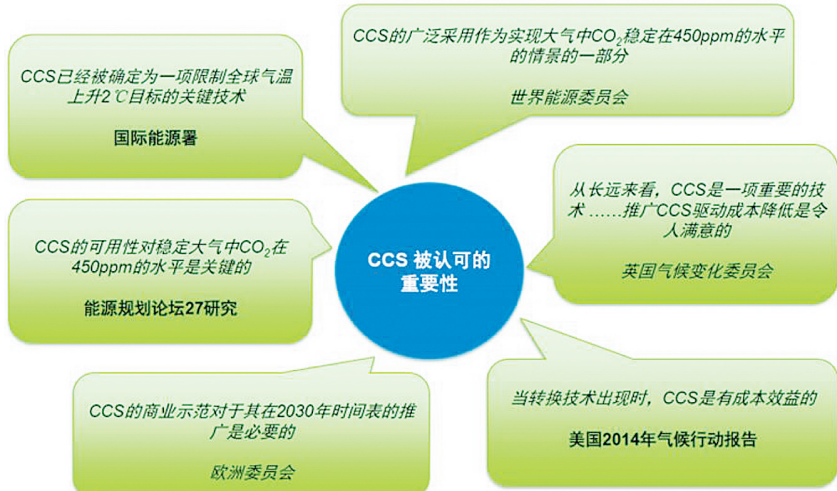 CCS的广泛采用作为实现大气中CO₂稳定在450ppm的水平
的情景的一部分
世界能源委员会
CCS已经被确定为一项限制全球气温
上升2℃目标的关键技术
国际能源署
从长远来看，CCS是一项重要的技
术 ……推广CCS驱动成本降低是令
人满意的
英国气候变化委员会
CCS 被认可的
重要性
CCS的可用性对稳定大气中CO₂在
450ppm的水平是关键的
能源规划论坛27研究
当转换技术出现时，CCS是有成本效益的
美国2014年气候行动报告
CCS的商业示范对于其在2030年时间表的推
广是必要的
欧洲委员会